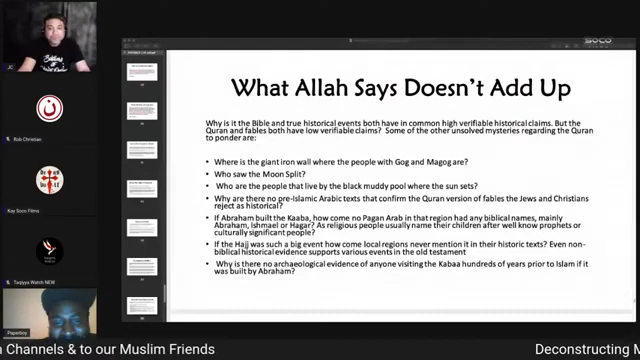 SOCO
What Allah Says Doesn't Add Up
Why is it the Bible and true historical events both have in common high verifiable historical claims. But the
Quran and fables both have low verifiable claims? Some of the other unsolved mysteries regarding the Quran
to ponder are:
• Where is the giant iron wall where the people with Gog and Magog are?
• Who saw the Moon Split?
• Who are the people that live by the black muddy pool where the sun sets?
• Why are there no pre-Islamic Arabic texts that confirm the Quran version of fables the Jews and Christians
reject as historical?
• If Abraham built the Kaaba, how come no Pagan Arab in that region had any biblical names, mainly
Abraham, Ishmael or Hagar? As religious people usually name their children after well know prophets or
culturally significant people?
• If the Hajj was such a big event how come local regions never mention it in their historic texts? Even non-
biblical historical evidence supports various events in the old testament
• Why is there no archaeological evidence of anyone visiting the Kabaa hundreds of years prior to Islam if it
was built by Abraham?
JC
Rob Christian
Kay Soco Films
Taqiyya Watch NEW
Paperboy
n Channels & to our Muslim Friends
Deconstructing M